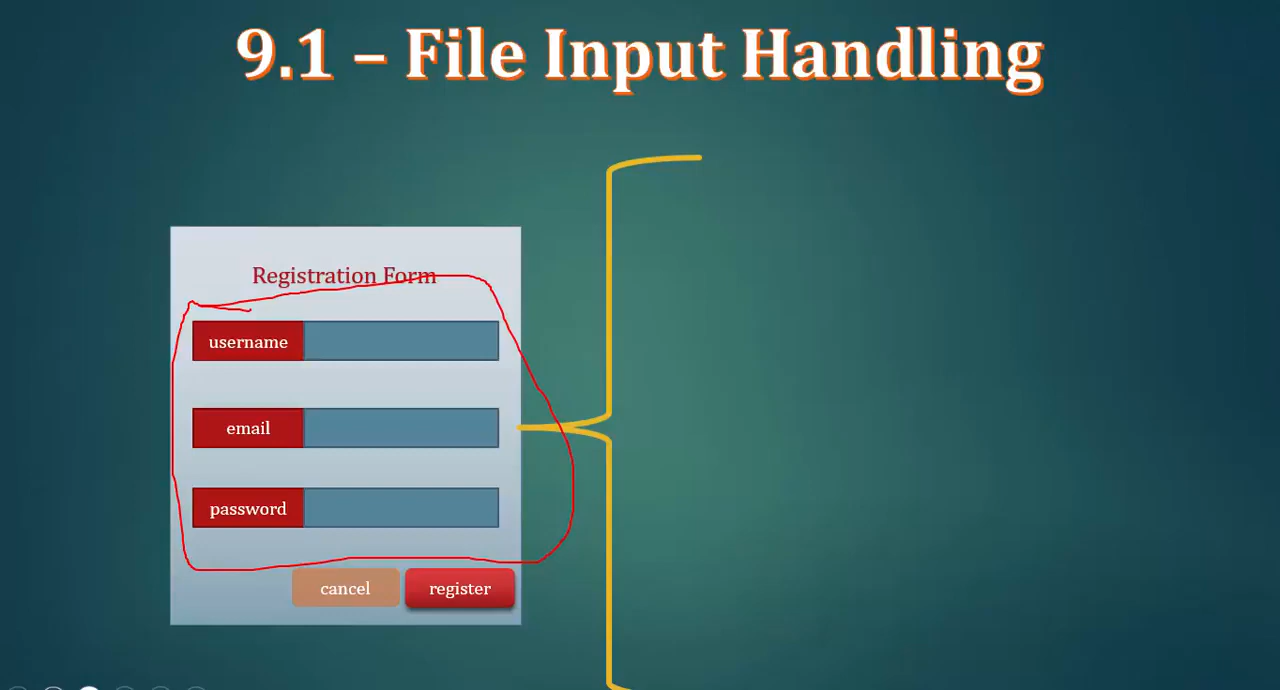 9.1 – File Input Handling
Registration Form
username
email
password
cancel
register